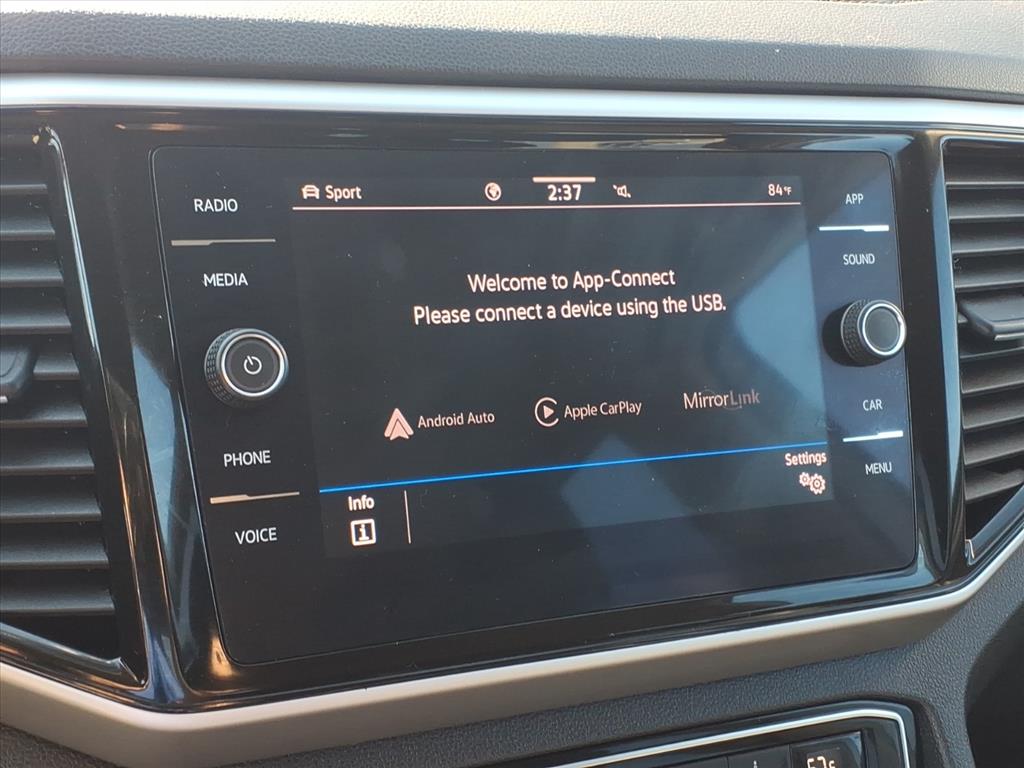 RADIO
MEDIA
PHONE
VOICE
Sport 2:37 84°F
Welcome to App-Connect
Please connect a device using the USB.
Android Auto Apple CarPlay MirrorLink
Info
Settings
APP
SOUND
CAR
MENU